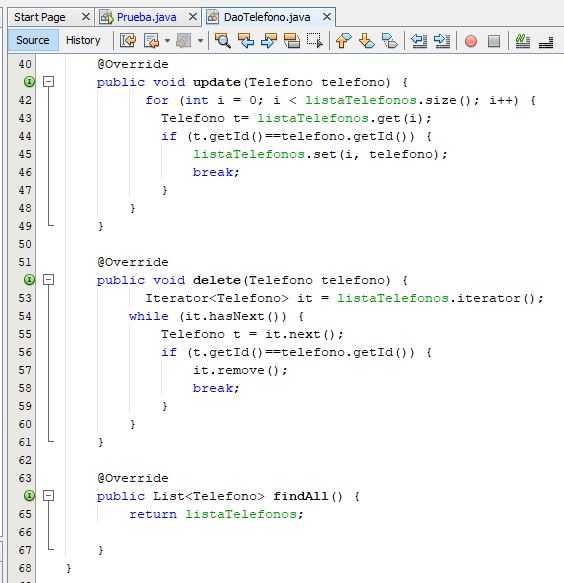 Start Page Prueba.java DaoTelefono.java
Source History
40 @Override
public void update(Telefono telefono) {
42 for (int i = 0; i < listaTelefonos.size(); i++) {
43 Telefono t= listaTelefonos.get(i);
44 if (t.getId()==telefono.getId()) {
45 listaTelefonos.set(i, telefono);
46 break;
47 }
48 }
49 }
50
51 @Override
public void delete(Telefono telefono) {
53 Iterator<Telefono> it = listaTelefonos.iterator();
54 while (it.hasNext()) {
55 Telefono t = it.next();
56 if (t.getId()==telefono.getId()) {
57 it.remove();
58 break;
59 }
60 }
61 }
62
63 @Override
public List<Telefono> findAll() {
65 return listaTelefonos;
66
67 }
68 }